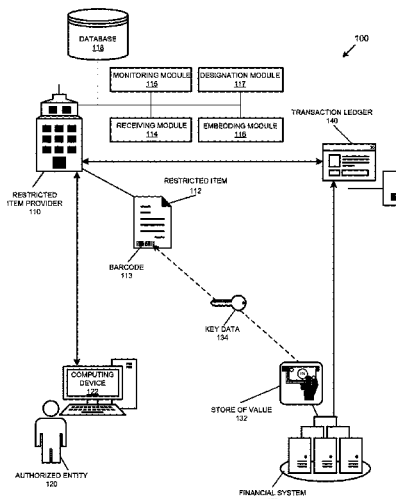 DATABASE
118
100
MONITORING MODULE
116
DESIGNATION MODULE
117
TRANSACTION LEDGER
140
RECEIVING MODULE
114
EMBEDDING MODULE
115
RESTRICTED
ITEM PROVIDER
110
RESTRICTED ITEM
112
BARCODE
113
KEY DATA
134
COMPUTING
DEVICE
122
STORE OF VALUE
132
AUTHORIZED ENTITY
120
FINANCIAL SYSTEM